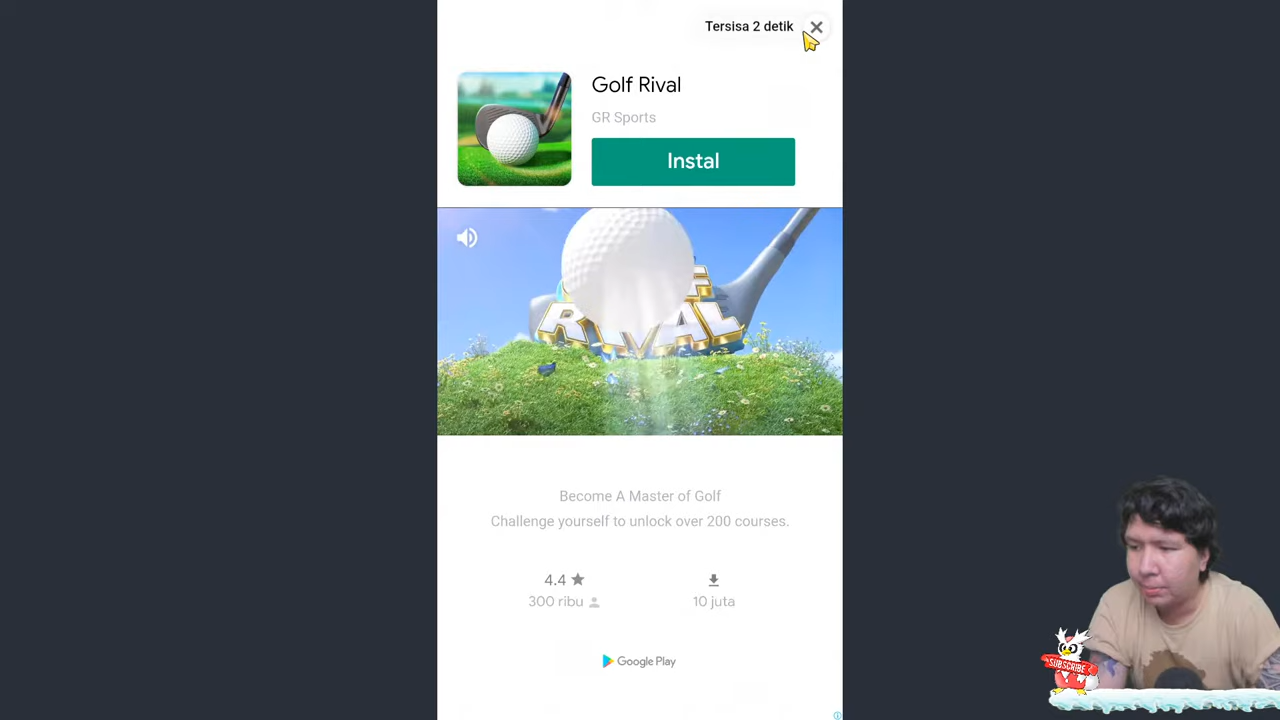 Tersisa 2 detik
Golf Rival
GR Sports
Instal
RIVAL
Become A Master of Golf
Challenge yourself to unlock over 200 courses.
4.4
300 ribu
10 juta
Google Play
SUBSCRIBE